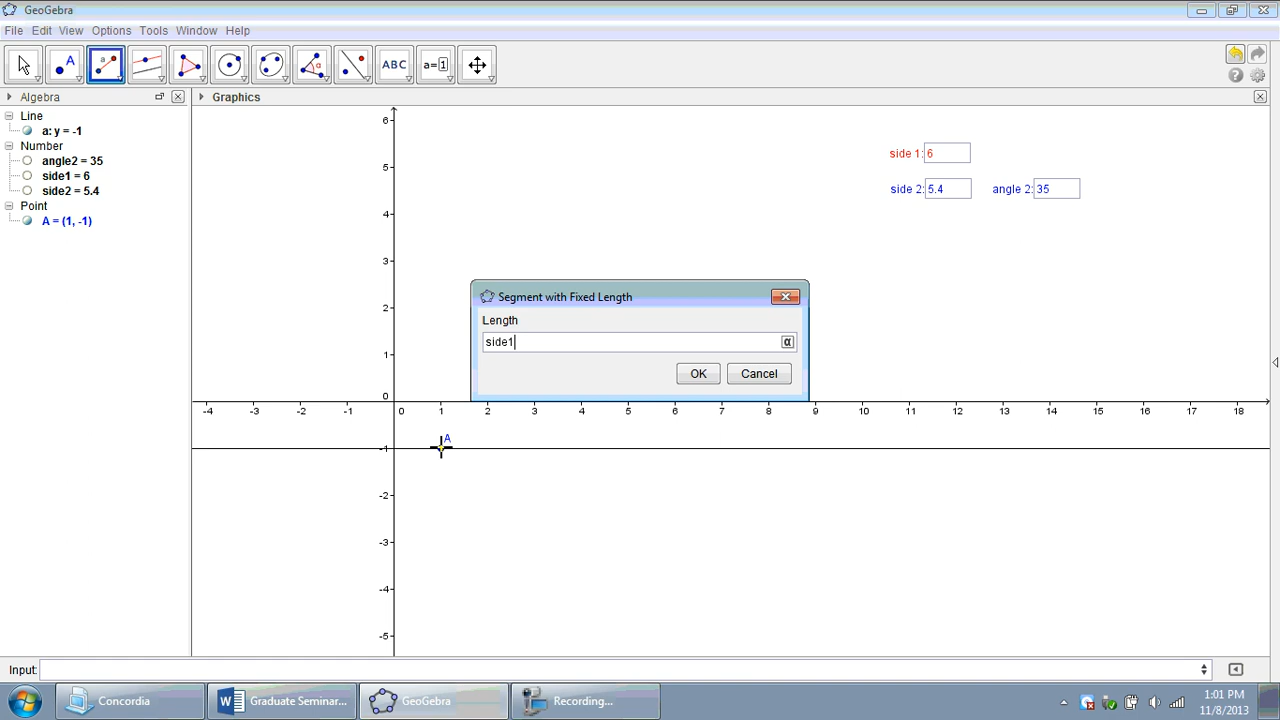 GeoGebra
File Edit View Options Tools Window Help
A a α ABC a=1
Algebra
Graphics
Line
a: y = -1
Number
angle2 = 35
side1 = 6
side2 = 5.4
Point
A = (1, -1)
side 1: 6
side 2: 5.4 angle 2: 35
Segment with Fixed Length
Length
side1 α
OK Cancel
6
5
4
3
2
1
0
-4 -3 -2 -1 0 1 2 3 4 5 6 7 8 9 10 11 12 13 14 15 16 17 18
A
-1
-2
-3
-4
-5
Input:
Concordia Graduate Seminar... GeoGebra Recording...
1:01 PM
11/8/2013